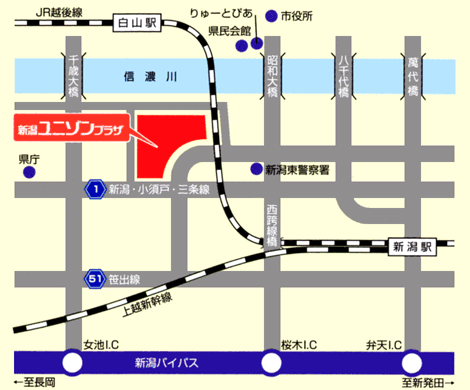 JR越後線
白山駅
りゅーとぴあ
県民会館
市役所
千歳大橋
信濃川
昭和大橋
八千代橋
萬代橋
新潟ユニゾンプラザ
県庁
新潟東警察署
1
新潟・小須戸・三条線
西跨線橋
新潟駅
51
笹出線
上越新幹線
女池I.C
桜木I.C
弁天I.C
新潟バイパス
←至長岡
至新発田→